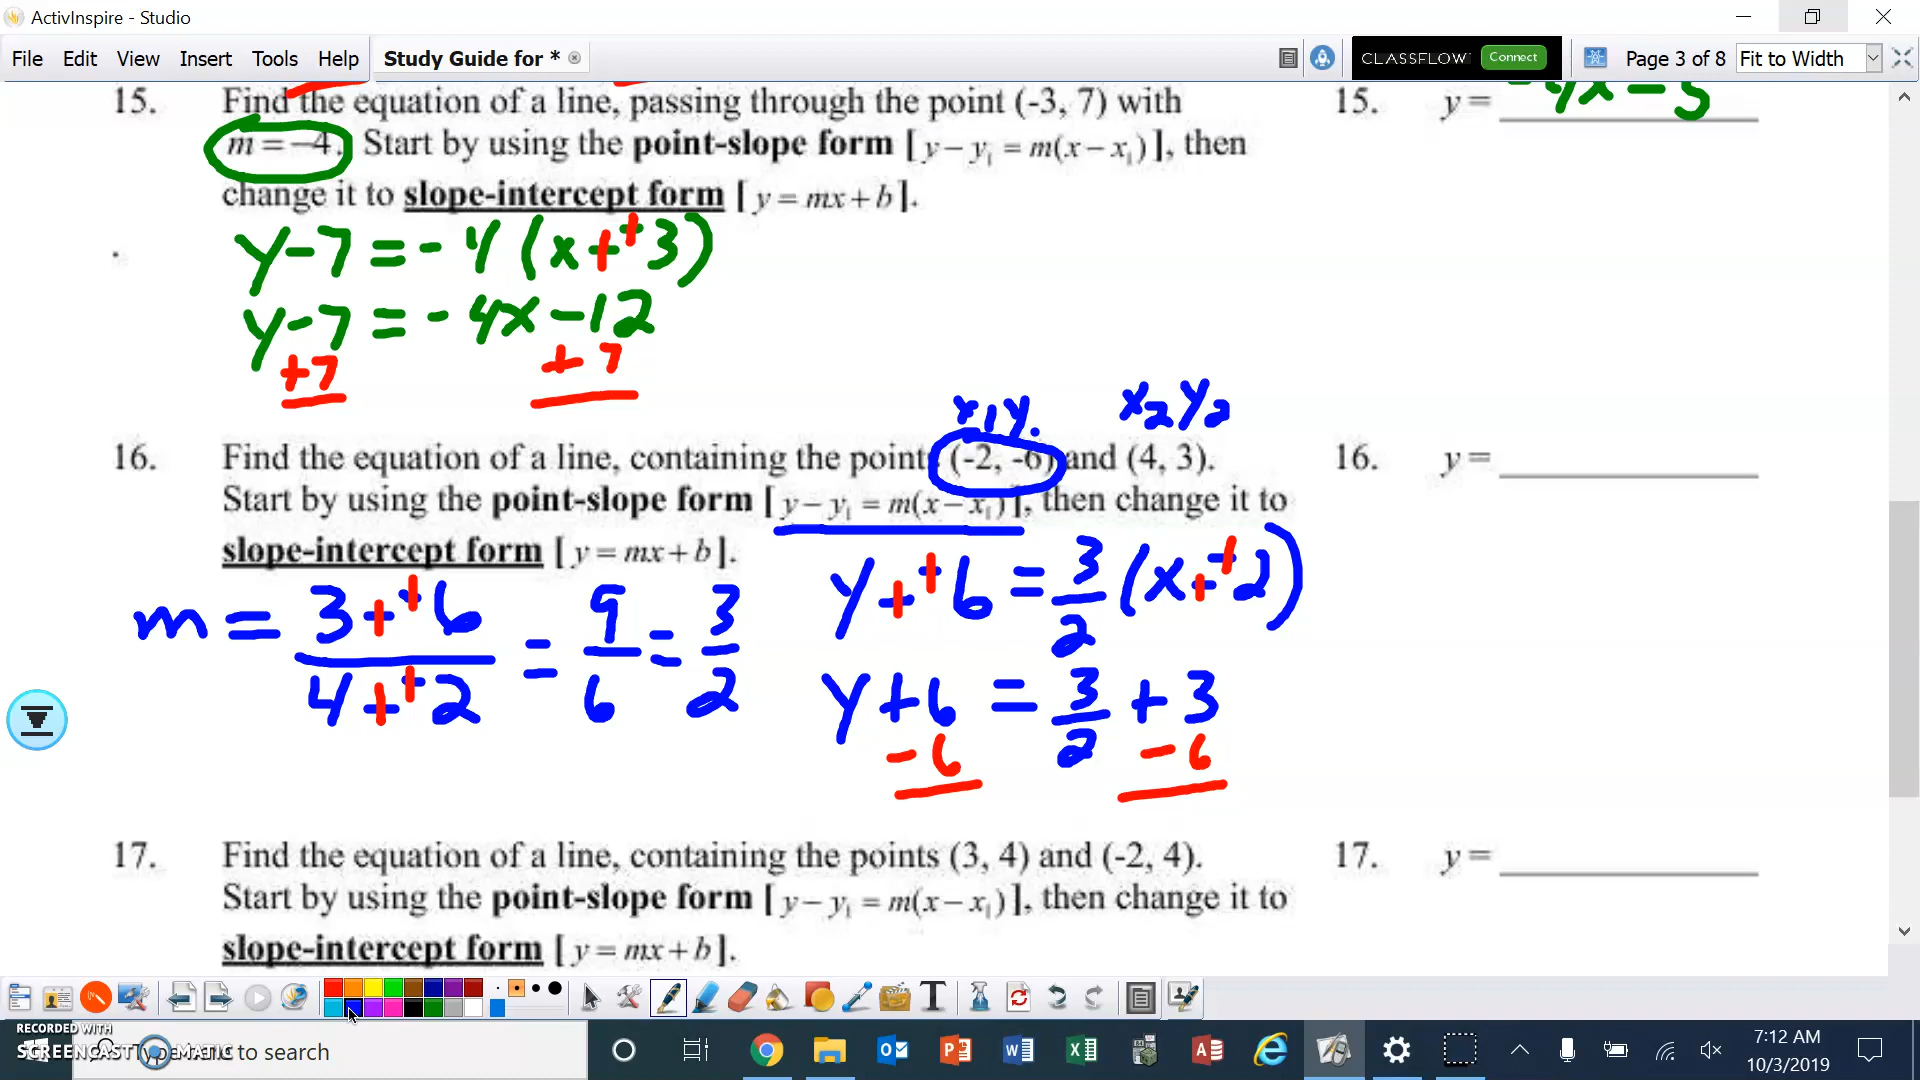 ActivInspire - Studio
File Edit View Insert Tools Help Study Guide for * CLASSFLOW Connect Page 3 of 8 Fit to Width
15. Find the equation of a line, passing through the point (-3, 7) with 15. y = -4x - 5
m = -4. Start by using the point-slope form [ y - y₁ = m(x - x₁) ], then
change it to slope-intercept form [ y = mx + b ].
y - 7 = -4 (x + + 3)
y - 7 = -4x - 12
+7 +7
x₁ y₁ x₂ y₂
16. Find the equation of a line, containing the points (-2, -6) and (4, 3). 16. y =
Start by using the point-slope form [ y - y₁ = m(x - x₁) ], then change it to
slope-intercept form [ y = mx + b ].
m = 3 + + 6 / 4 + + 2 = 9/6 = 3/2
y + + 6 = 3/2 (x + + 2)
y + 6 = 3/2 + 3
- 6 - 6
17. Find the equation of a line, containing the points (3, 4) and (-2, 4). 17. y =
Start by using the point-slope form [ y - y₁ = m(x - x₁) ], then change it to
slope-intercept form [ y = mx + b ].
RECORDED WITH
SCREENCAST MATIC
Type here to search
7:12 AM
10/3/2019